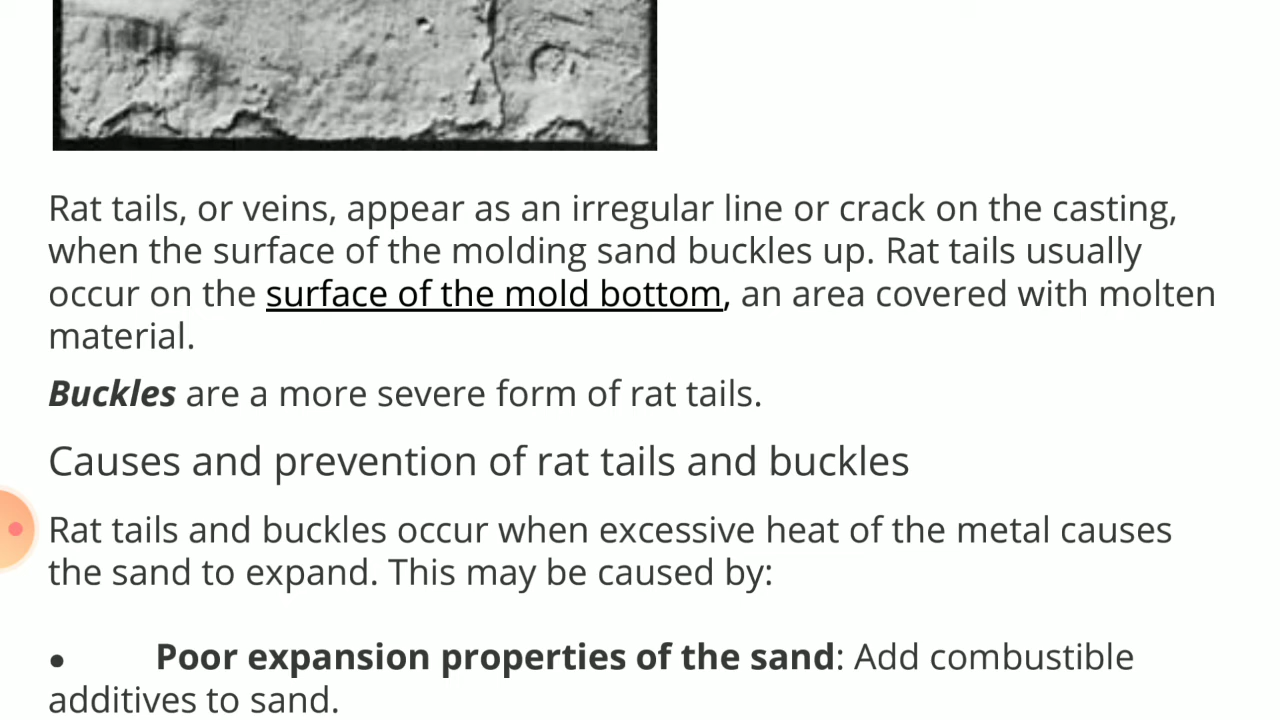 Rat tails, or veins, appear as an irregular line or crack on the casting,
when the surface of the molding sand buckles up. Rat tails usually
occur on the surface of the mold bottom, an area covered with molten
material.
Buckles are a more severe form of rat tails.
Causes and prevention of rat tails and buckles
Rat tails and buckles occur when excessive heat of the metal causes
the sand to expand. This may be caused by:
● Poor expansion properties of the sand: Add combustible
additives to sand.